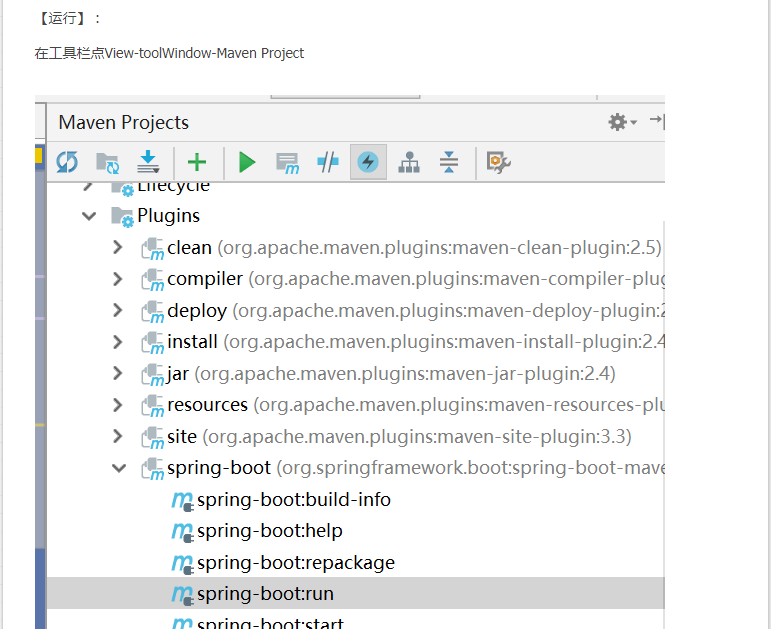 【运行】：
在工具栏点View-toolWindow-Maven Project
Maven Projects
Lifecycle
Plugins
clean (org.apache.maven.plugins:maven-clean-plugin:2.5)
compiler (org.apache.maven.plugins:maven-compiler-plug
deploy (org.apache.maven.plugins:maven-deploy-plugin:2
install (org.apache.maven.plugins:maven-install-plugin:2.4
jar (org.apache.maven.plugins:maven-jar-plugin:2.4)
resources (org.apache.maven.plugins:maven-resources-plu
site (org.apache.maven.plugins:maven-site-plugin:3.3)
spring-boot (org.springframework.boot:spring-boot-mave
spring-boot:build-info
spring-boot:help
spring-boot:repackage
spring-boot:run
spring-boot:start